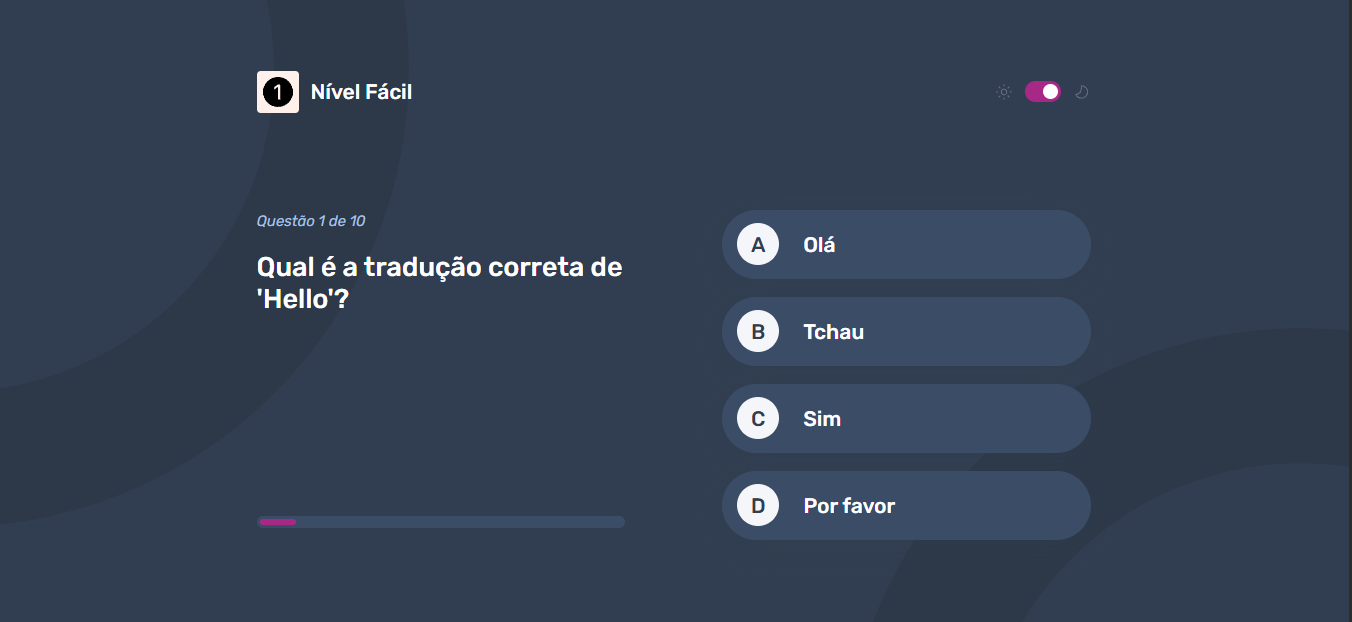 1 Nível Fácil
Questão 1 de 10
Qual é a tradução correta de
'Hello'?
A Olá
B Tchau
C Sim
D Por favor